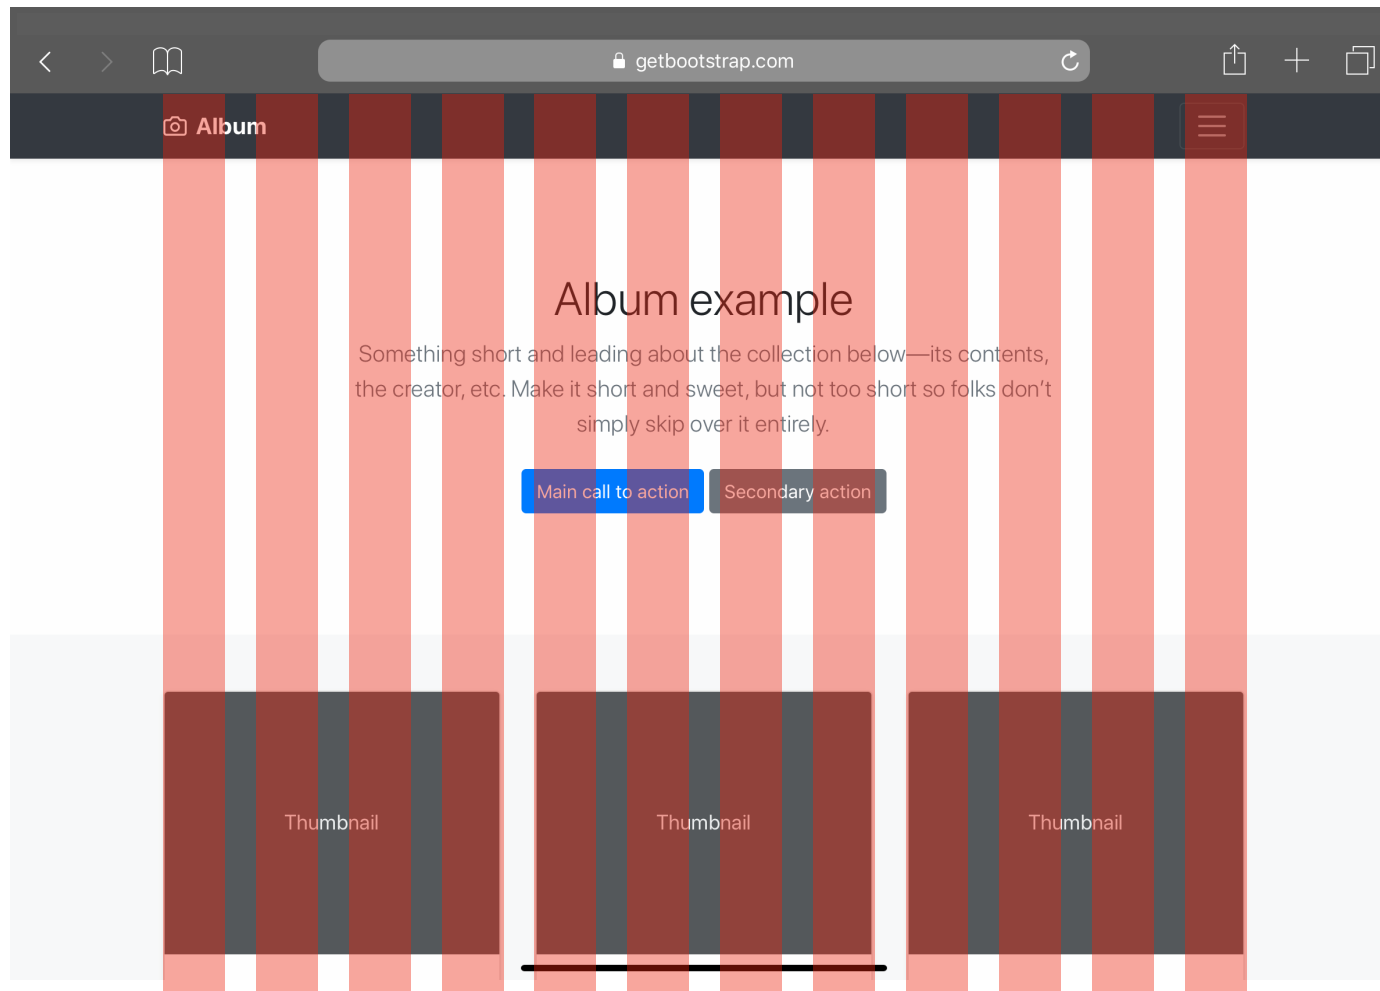 getbootstrap.com
Album
Album example
Something short and leading about the collection below—its contents,
the creator, etc. Make it short and sweet, but not too short so folks don’t
simply skip over it entirely.
Main call to action
Secondary action
Thumbnail
Thumbnail
Thumbnail